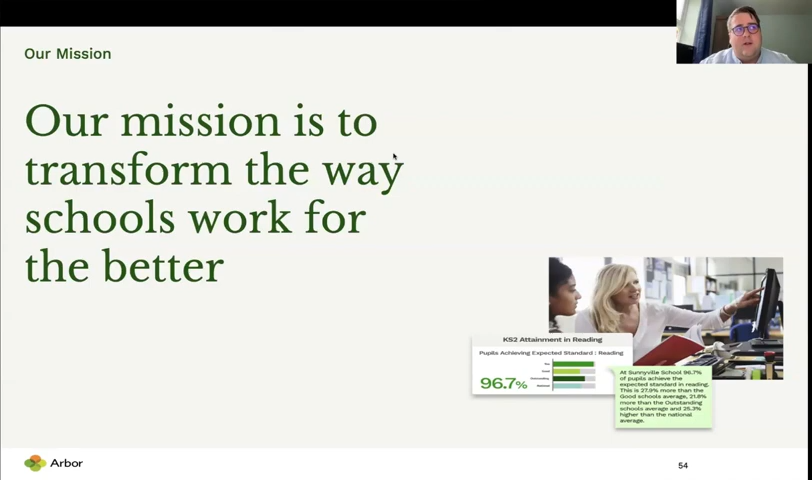 Our Mission
Our mission is to
transform the way
schools work for
the better
KS2 Attainment in Reading
Pupils Achieving Expected Standard : Reading
96.7%
At Sunnyville School 96.7%
of pupils achieve the
expected standard in reading.
This is 27.9% more than the
Good schools average, 21.8%
more than the Outstanding
schools average and 25.3%
higher than the national
average.
Arbor
54